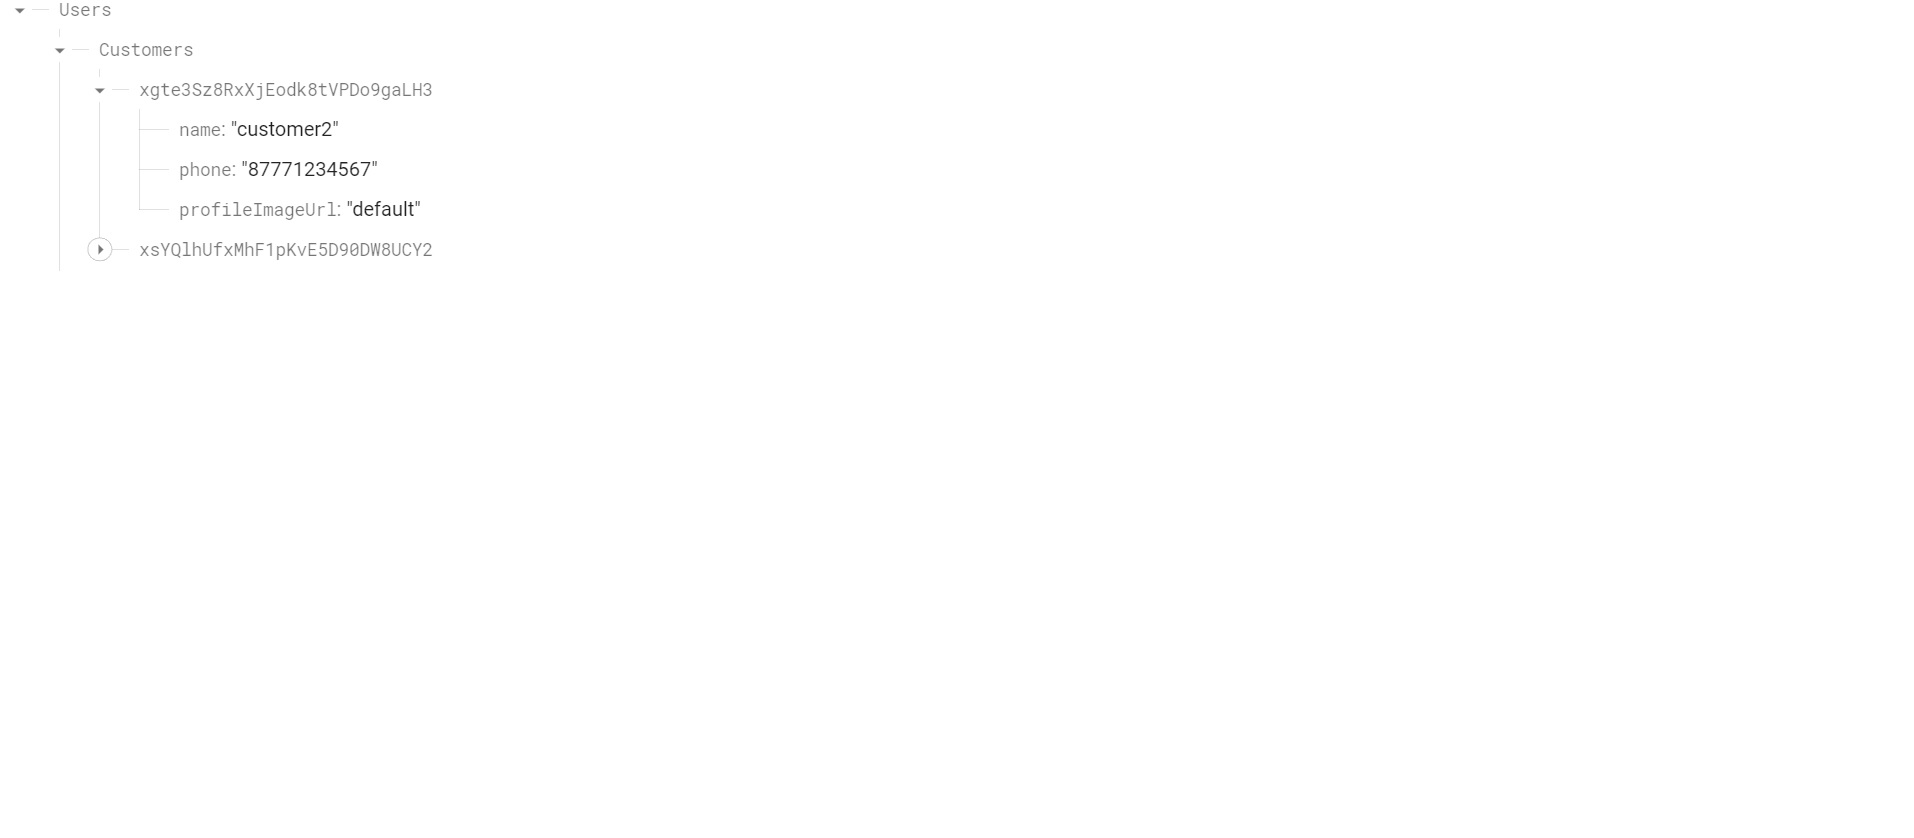 Users
Customers
xgte3Sz8RxXjEodk8tVPDo9gaLH3
name: "customer2"
phone: "87771234567"
profileImageUrl: "default"
xsYQlhUfxMhF1pKvE5D90DW8UCY2